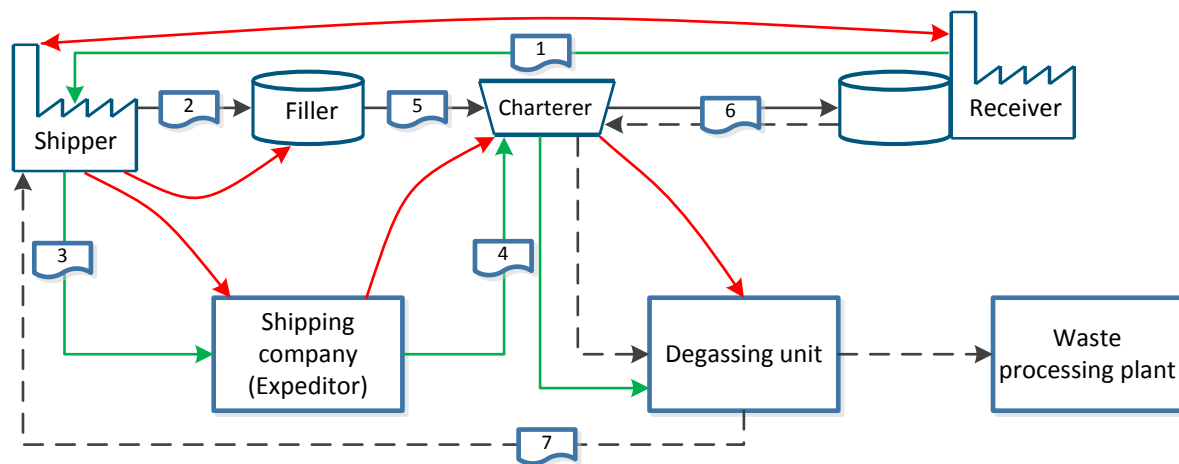 1
2
Filler
5
Charterer
6
Receiver
Shipper
3
4
Shipping
company
(Expeditor)
Degassing unit
Waste
processing plant
7